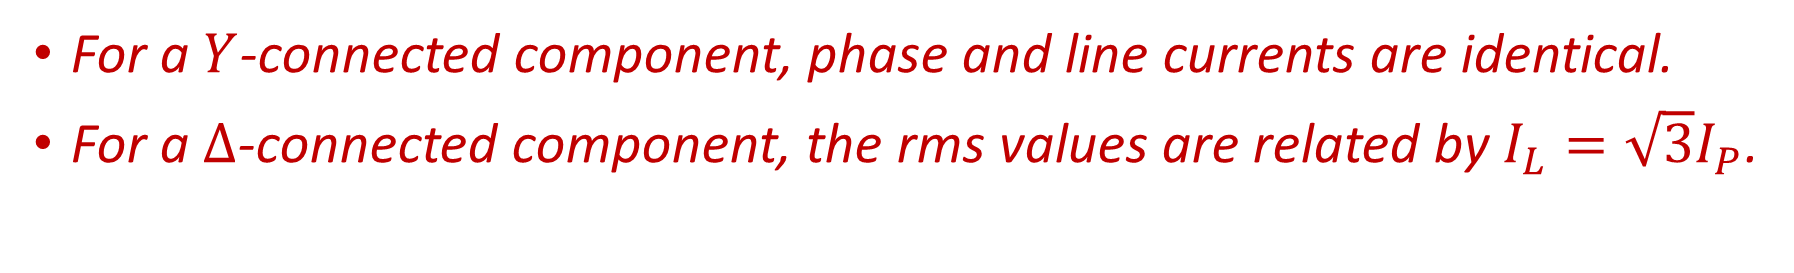 • For a Y-connected component, phase and line currents are identical.
• For a Δ-connected component, the rms values are related by I_L = √3I_P.